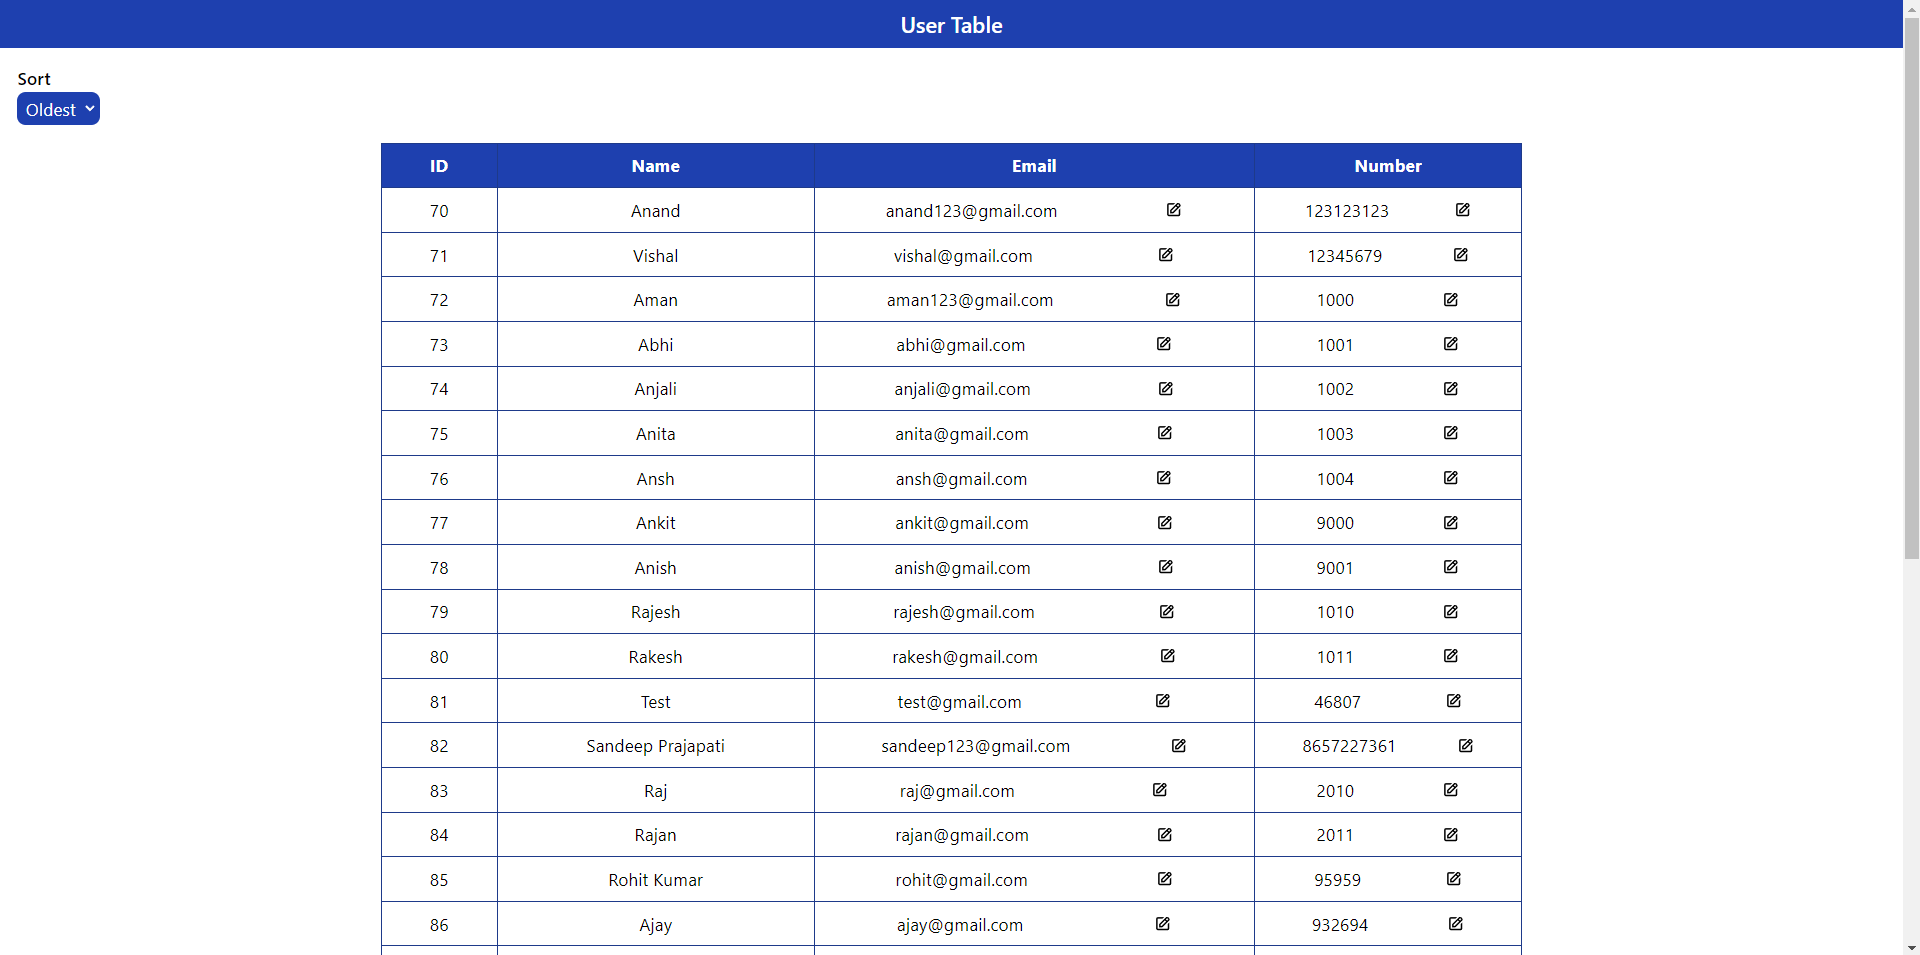 User Table
Sort
Oldest
ID Name Email Number
70 Anand anand123@gmail.com 123123123
71 Vishal vishal@gmail.com 12345679
72 Aman aman123@gmail.com 1000
73 Abhi abhi@gmail.com 1001
74 Anjali anjali@gmail.com 1002
75 Anita anita@gmail.com 1003
76 Ansh ansh@gmail.com 1004
77 Ankit ankit@gmail.com 9000
78 Anish anish@gmail.com 9001
79 Rajesh rajesh@gmail.com 1010
80 Rakesh rakesh@gmail.com 1011
81 Test test@gmail.com 46807
82 Sandeep Prajapati sandeep123@gmail.com 8657227361
83 Raj raj@gmail.com 2010
84 Rajan rajan@gmail.com 2011
85 Rohit Kumar rohit@gmail.com 95959
86 Ajay ajay@gmail.com 932694